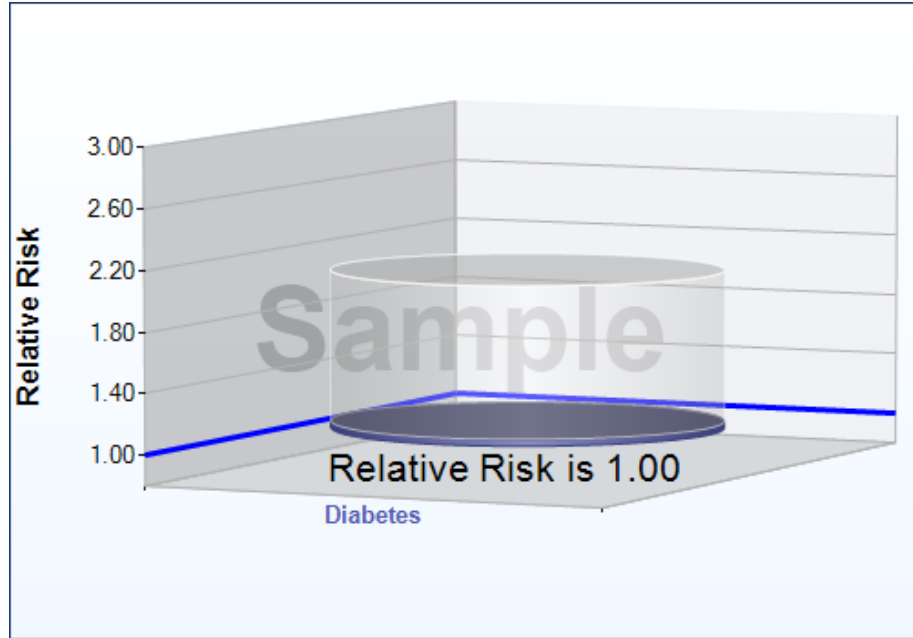 3.00
2.60
2.20
1.80
1.40
1.00
Relative Risk
Sample
Relative Risk is 1.00
Diabetes